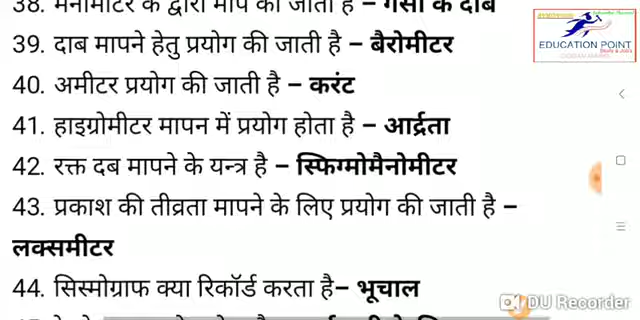 38. मैनोमीटर के द्वारा माप की जाती है – गैसों के दाब
39. दाब मापने हेतु प्रयोग की जाती है – बैरोमीटर
40. अमीटर प्रयोग की जाती है – करंट
41. हाइग्रोमीटर मापन में प्रयोग होता है – आर्द्रता
42. रक्त दब मापने के यन्त्र है – स्फिग्मोमैनोमीटर
43. प्रकाश की तीव्रता मापने के लिए प्रयोग की जाती है –
लक्समीटर
44. सिस्मोग्राफ क्या रिकॉर्ड करता है– भूचाल
EDUCATION POINT
DU Recorder